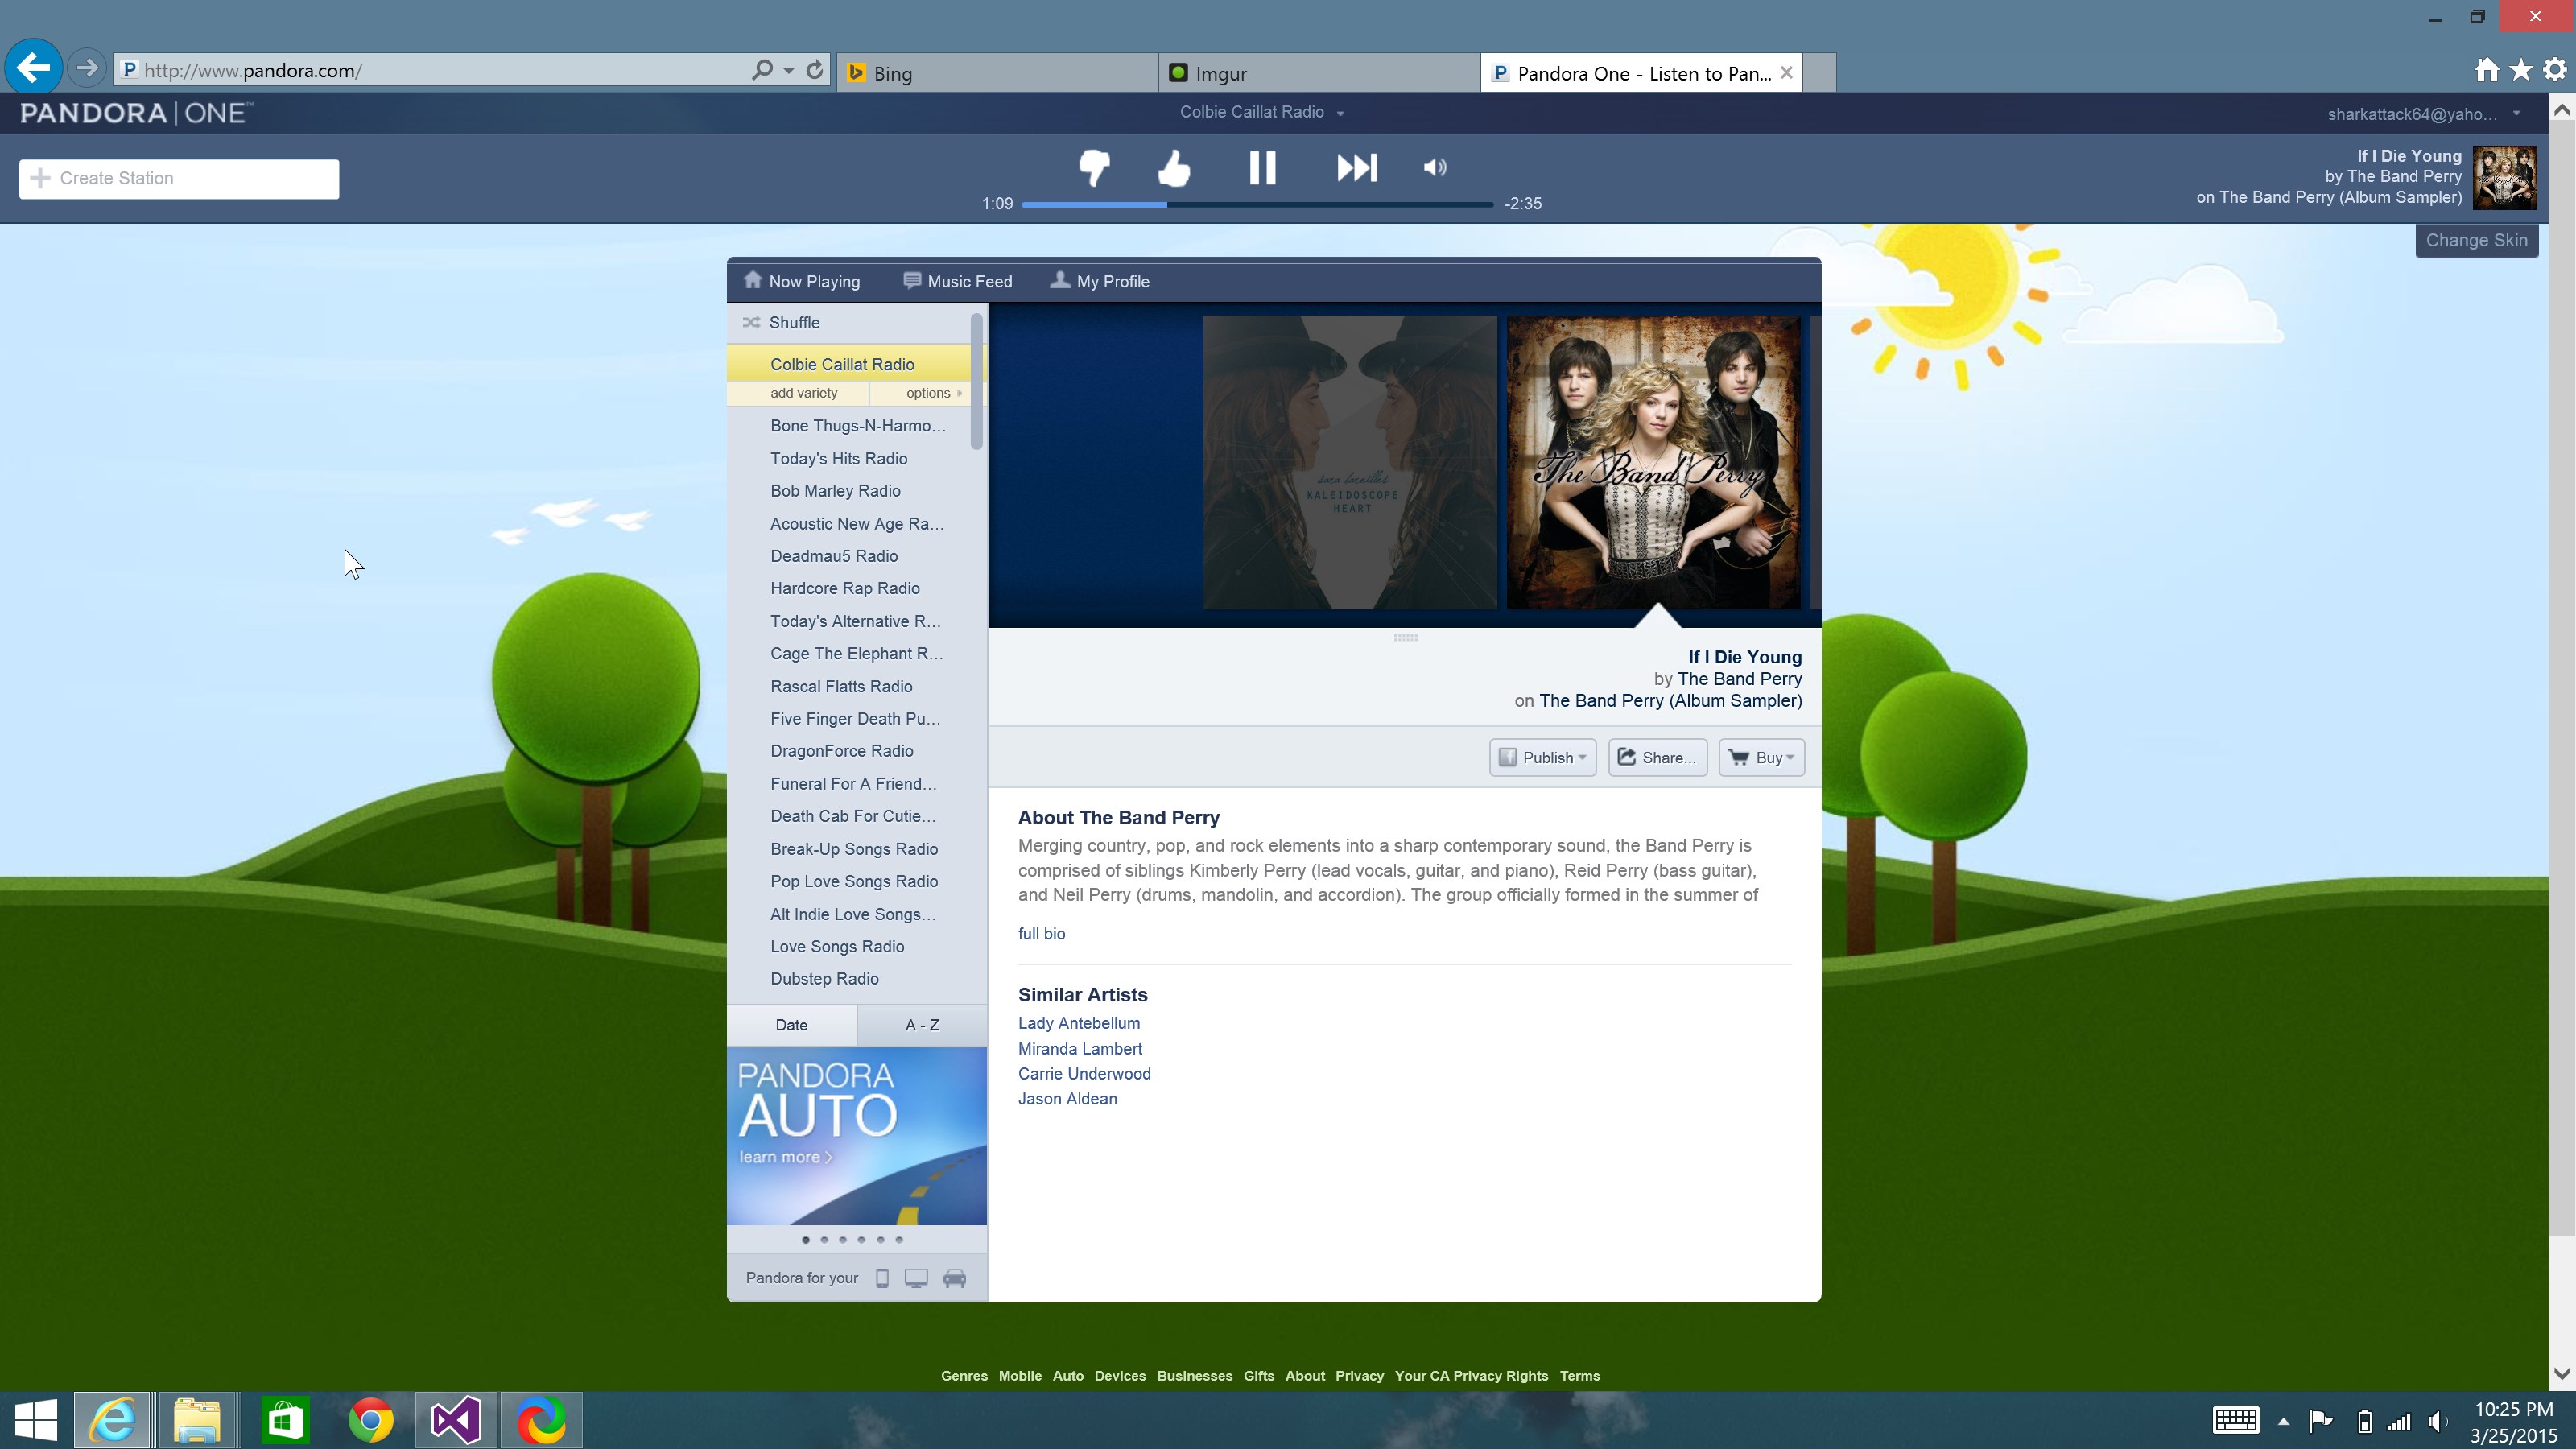 http://www.pandora.com/
Bing
Imgur
Pandora One - Listen to Pan...
PANDORA | ONE™
Colbie Caillat Radio
sharkattack64@yaho...
Create Station
1:09
-2:35
If I Die Young
by The Band Perry
on The Band Perry (Album Sampler)
Change Skin
Now Playing
Music Feed
My Profile
Shuffle
Colbie Caillat Radio
add variety
options
Bone Thugs-N-Harmo...
Today's Hits Radio
Bob Marley Radio
Acoustic New Age Ra...
Deadmau5 Radio
Hardcore Rap Radio
Today's Alternative R...
Cage The Elephant R...
Rascal Flatts Radio
Five Finger Death Pu...
DragonForce Radio
Funeral For A Friend...
Death Cab For Cutie...
Break-Up Songs Radio
Pop Love Songs Radio
Alt Indie Love Songs...
Love Songs Radio
Dubstep Radio
Date
A - Z
PANDORA
AUTO
learn more >
Pandora for your
sara bareilles
KALEIDOSCOPE
HEART
The Band Perry
If I Die Young
by The Band Perry
on The Band Perry (Album Sampler)
Publish
Share...
Buy
About The Band Perry
Merging country, pop, and rock elements into a sharp contemporary sound, the Band Perry is
comprised of siblings Kimberly Perry (lead vocals, guitar, and piano), Reid Perry (bass guitar),
and Neil Perry (drums, mandolin, and accordion). The group officially formed in the summer of
full bio
Similar Artists
Lady Antebellum
Miranda Lambert
Carrie Underwood
Jason Aldean
Genres Mobile Auto Devices Businesses Gifts About Privacy Your CA Privacy Rights Terms
10:25 PM
3/25/2015